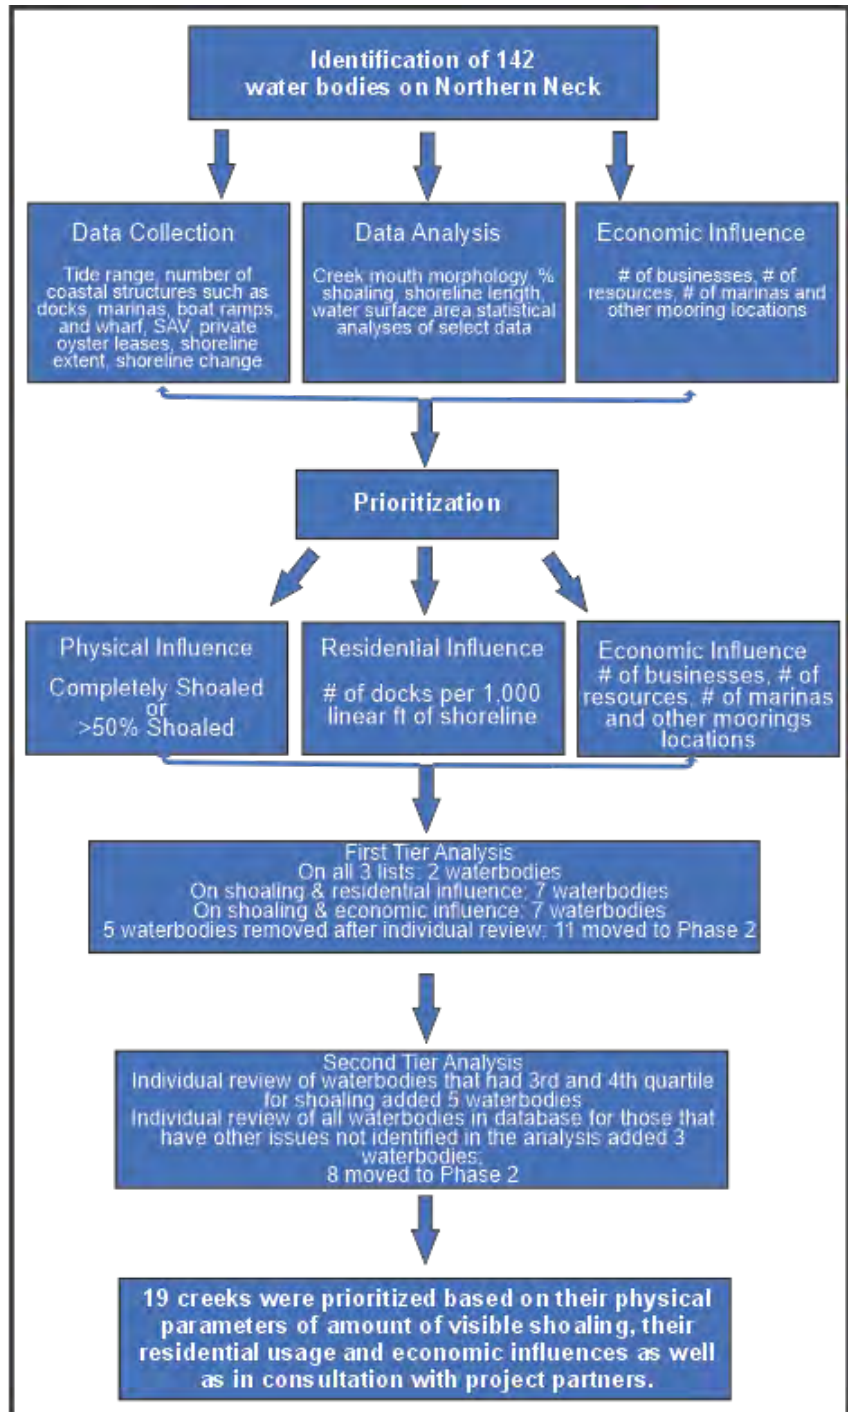 Identification of 142
water bodies on Northern Neck
Data Collection
Tide range, number of
coastal structures such as
docks, marinas, boat ramps,
and wharf, SAV, private
oyster leases, shoreline
extent, shoreline change
Data Analysis
Creek mouth morphology, %
shoaling, shoreline length,
water surface area statistical
analyses of select data
Economic Influence
# of businesses, # of
resources, # of marinas and
other mooring locations
Prioritization
Physical Influence
Completely Shoaled
or
>50% Shoaled
Residential Influence
# of docks per 1,000
linear ft of shoreline
Economic Influence
# of businesses, # of
resources, # of marinas
and other moorings
locations
First Tier Analysis
On all 3 lists: 2 waterbodies
On shoaling & residential influence: 7 waterbodies
On shoaling & economic influence: 7 waterbodies
5 waterbodies removed after individual review: 11 moved to Phase 2
Second Tier Analysis
Individual review of waterbodies that had 3rd and 4th quartile
for shoaling added 5 waterbodies
Individual review of all waterbodies in database for those that
have other issues not identified in the analysis added 3
waterbodies;
8 moved to Phase 2
19 creeks were prioritized based on their physical
parameters of amount of visible shoaling, their
residential usage and economic influences as well
as in consultation with project partners.